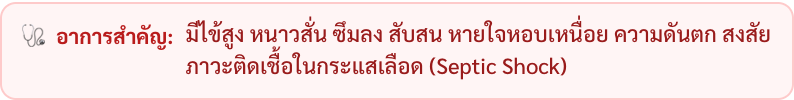 🩺 อาการสำคัญ: มีไข้สูง หนาวสั่น ซึมลง สับสน หายใจหอบเหนื่อย ความดันตก สงสัย
ภาวะติดเชื้อในกระแสเลือด (Septic Shock)